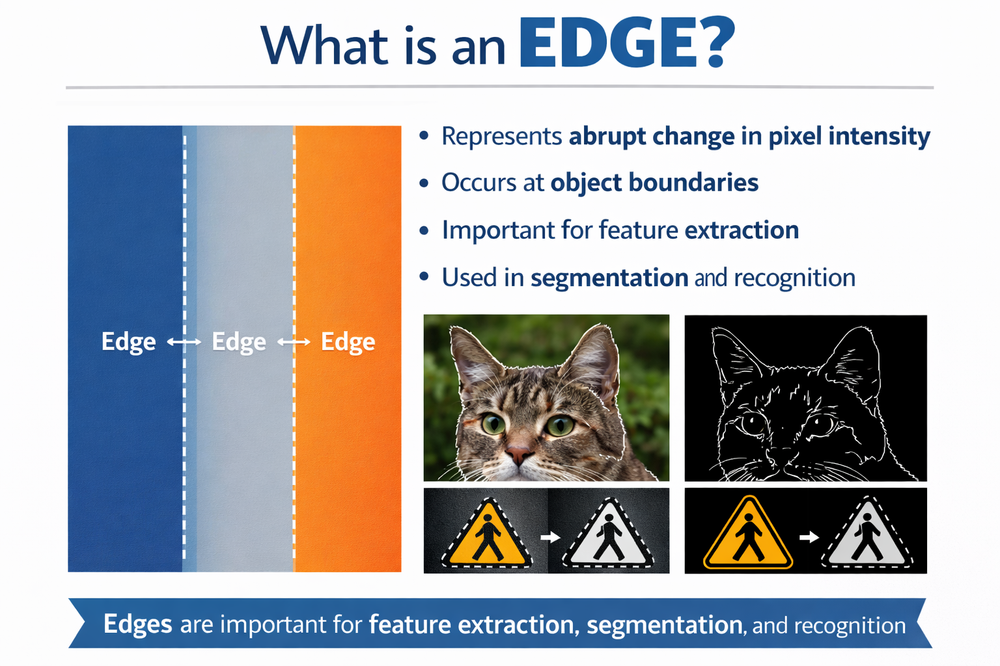 What is an EDGE?
• Represents abrupt change in pixel intensity
• Occurs at object boundaries
• Important for feature extraction
• Used in segmentation and recognition
Edge ↔ Edge ↔ Edge
Edges are important for feature extraction, segmentation, and recognition